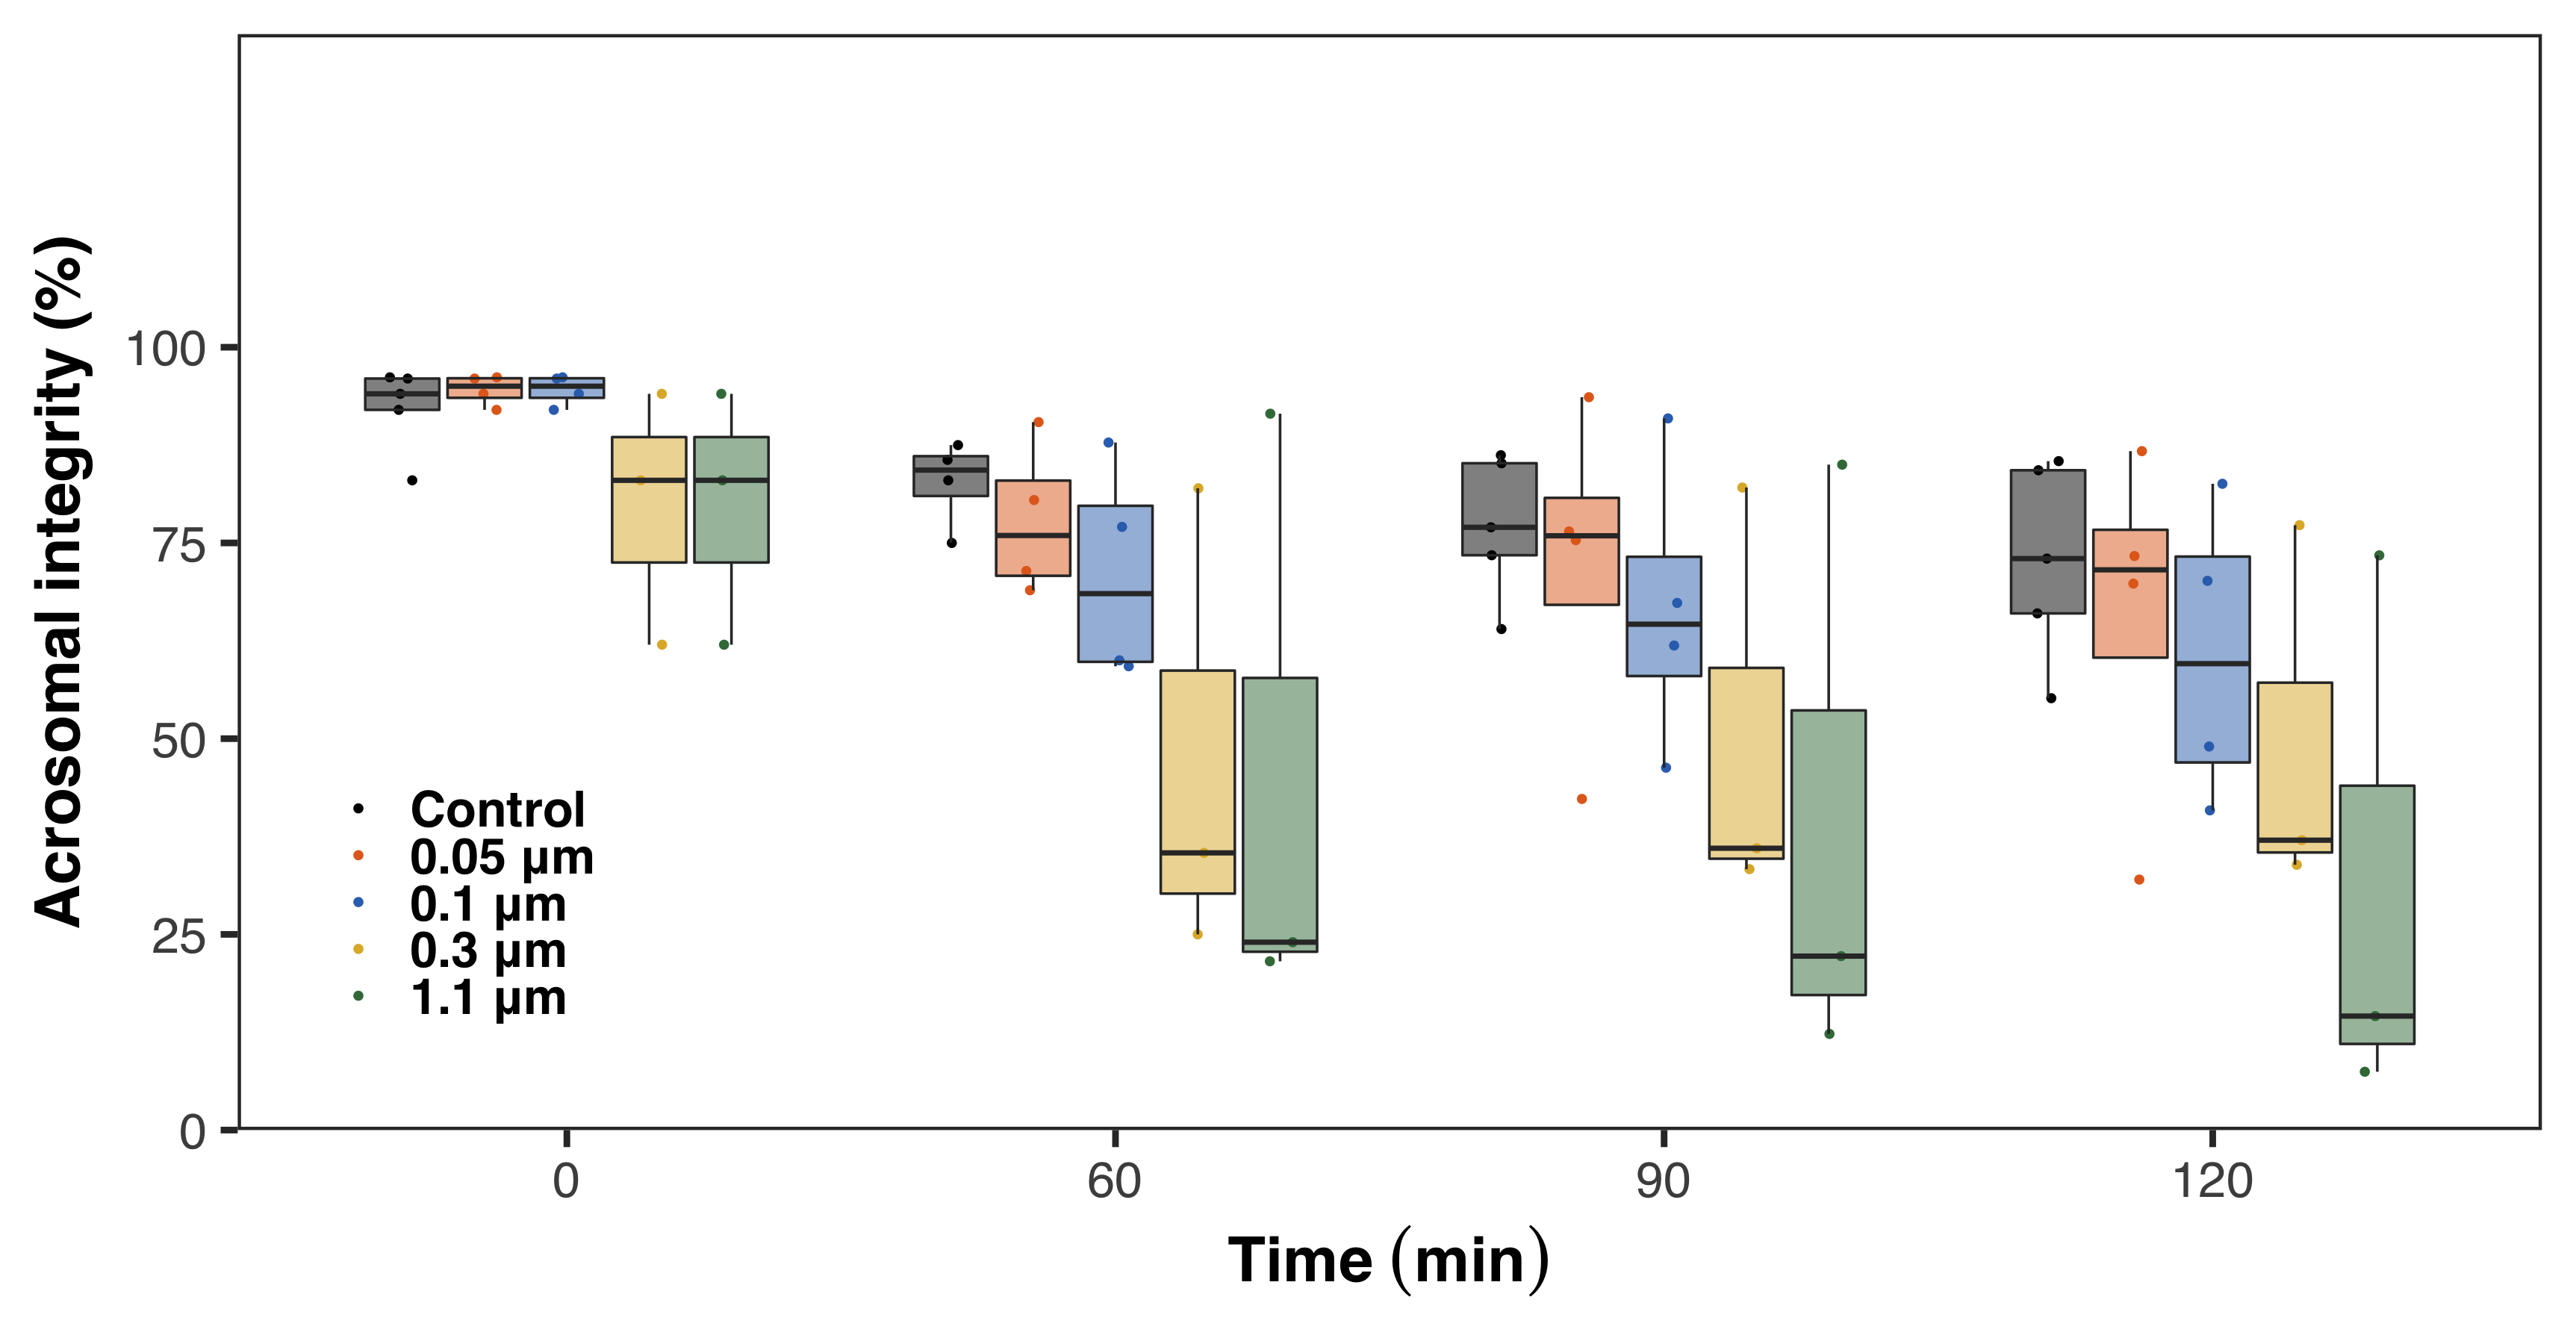 Acrosomal integrity (%)
100
75
50
25
0
Control
0.05 µm
0.1 µm
0.3 µm
1.1 µm
0
60
90
120
Time (min)